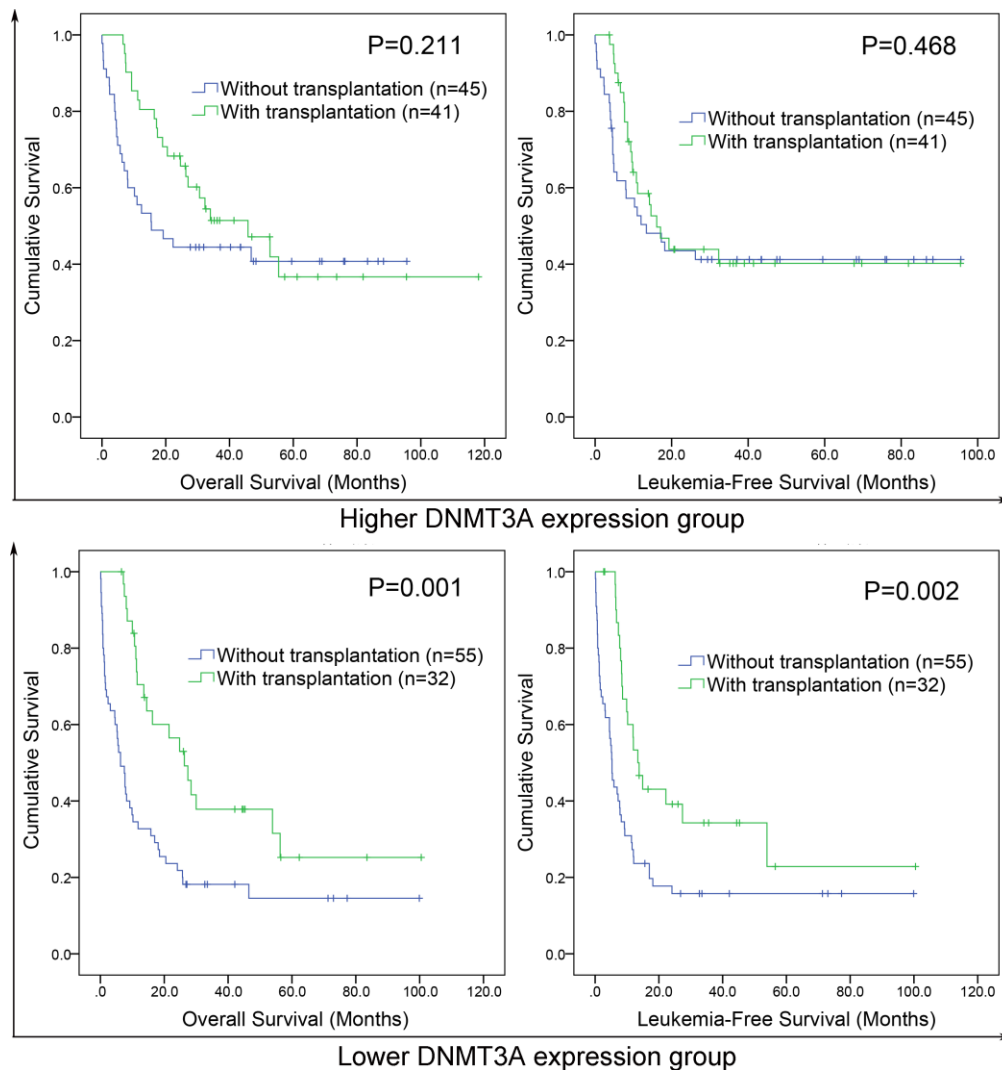 P=0.211
Without transplantation (n=45)
With transplantation (n=41)
Cumulative Survival
1.0
0.8
0.6
0.4
0.2
0.0
.0 20.0 40.0 60.0 80.0 100.0 120.0
Overall Survival (Months)
P=0.468
Without transplantation (n=45)
With transplantation (n=41)
Cumulative Survival
1.0
0.8
0.6
0.4
0.2
0.0
.0 20.0 40.0 60.0 80.0 100.0
Leukemia-Free Survival (Months)
Higher DNMT3A expression group
P=0.001
Without transplantation (n=55)
With transplantation (n=32)
Cumulative Survival
1.0
0.8
0.6
0.4
0.2
0.0
.0 20.0 40.0 60.0 80.0 100.0 120.0
Overall Survival (Months)
P=0.002
Without transplantation (n=55)
With transplantation (n=32)
Cumulative Survival
1.0
0.8
0.6
0.4
0.2
0.0
.0 20.0 40.0 60.0 80.0 100.0 120.0
Leukemia-Free Survival (Months)
Lower DNMT3A expression group